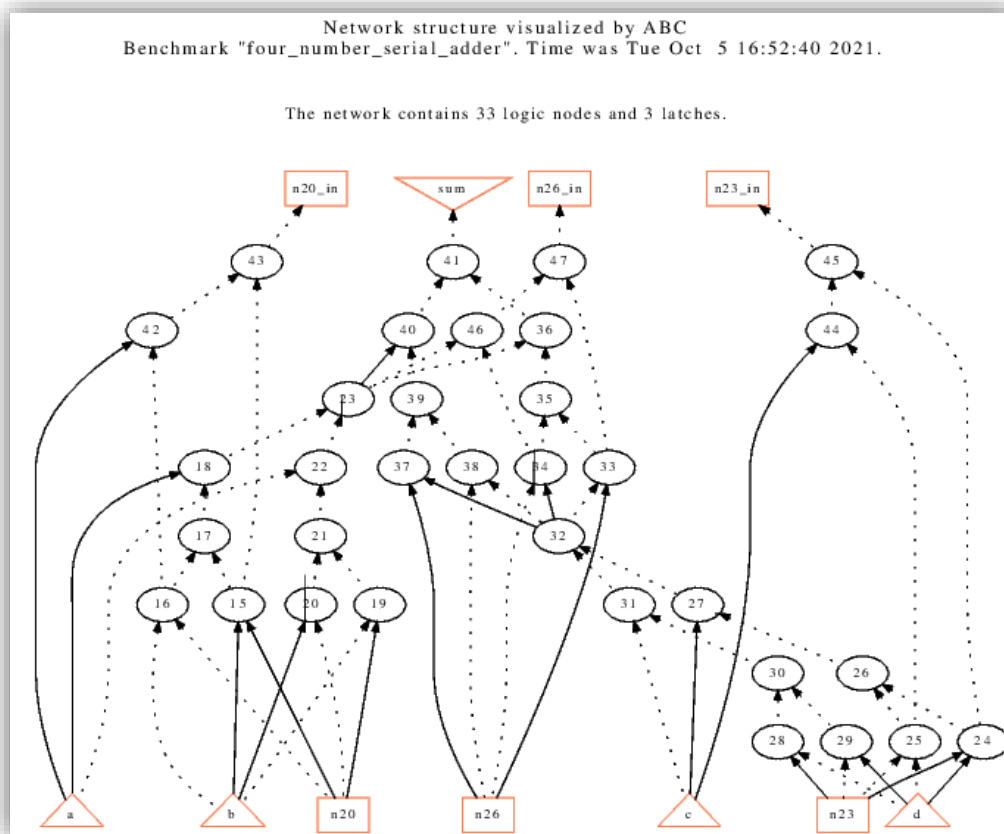 Network structure visualized by ABC
Benchmark "four_number_serial_adder". Time was Tue Oct 5 16:52:40 2021.
The network contains 33 logic nodes and 3 latches.
n20_in sum n26_in n23_in
43 41 47 45
42 40 46 36 44
23 39 35
18 22 37 38 34 33
17 21 32
16 15 20 19 31 27
30 26
28 29 25 24
a b n20 n26 c n23 d